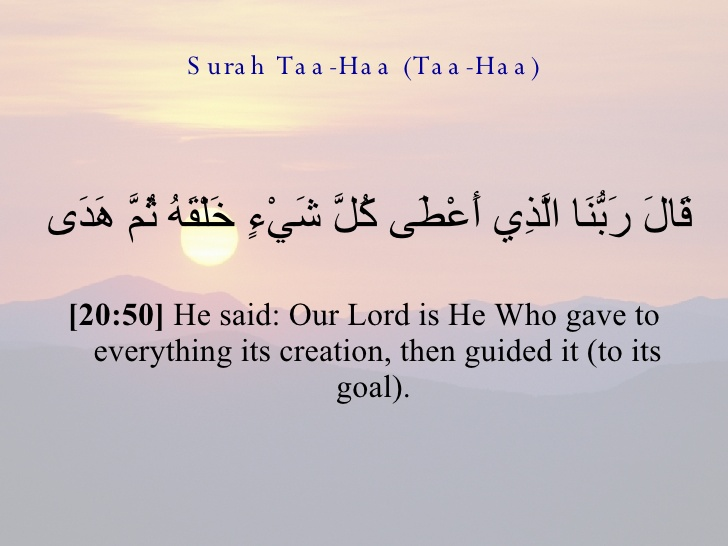 Surah Taa-Haa (Taa-Haa)
قَالَ رَبُّنَا الَّذِي أَعْطَى كُلَّ شَيْءٍ خَلْقَهُ ثُمَّ هَدَى
[20:50] He said: Our Lord is He Who gave to
everything its creation, then guided it (to its
goal).